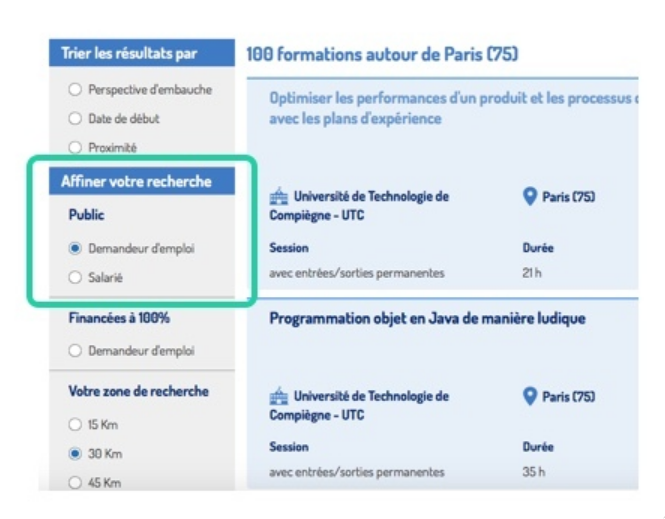 Trier les résultats par
Perspective d'embauche
Date de début
Proximité
Affiner votre recherche
Public
Demandeur d'emploi
Salarié
Financées à 100%
Demandeur d'emploi
Votre zone de recherche
15 Km
30 Km
45 Km
100 formations autour de Paris (75)
Optimiser les performances d'un produit et les processus
avec les plans d'expérience
Université de Technologie de
Compiègne - UTC
Paris (75)
Session
Durée
avec entrées/sorties permanentes
21 h
Programmation objet en Java de manière ludique
Université de Technologie de
Compiègne - UTC
Paris (75)
Session
Durée
avec entrées/sorties permanentes
35 h